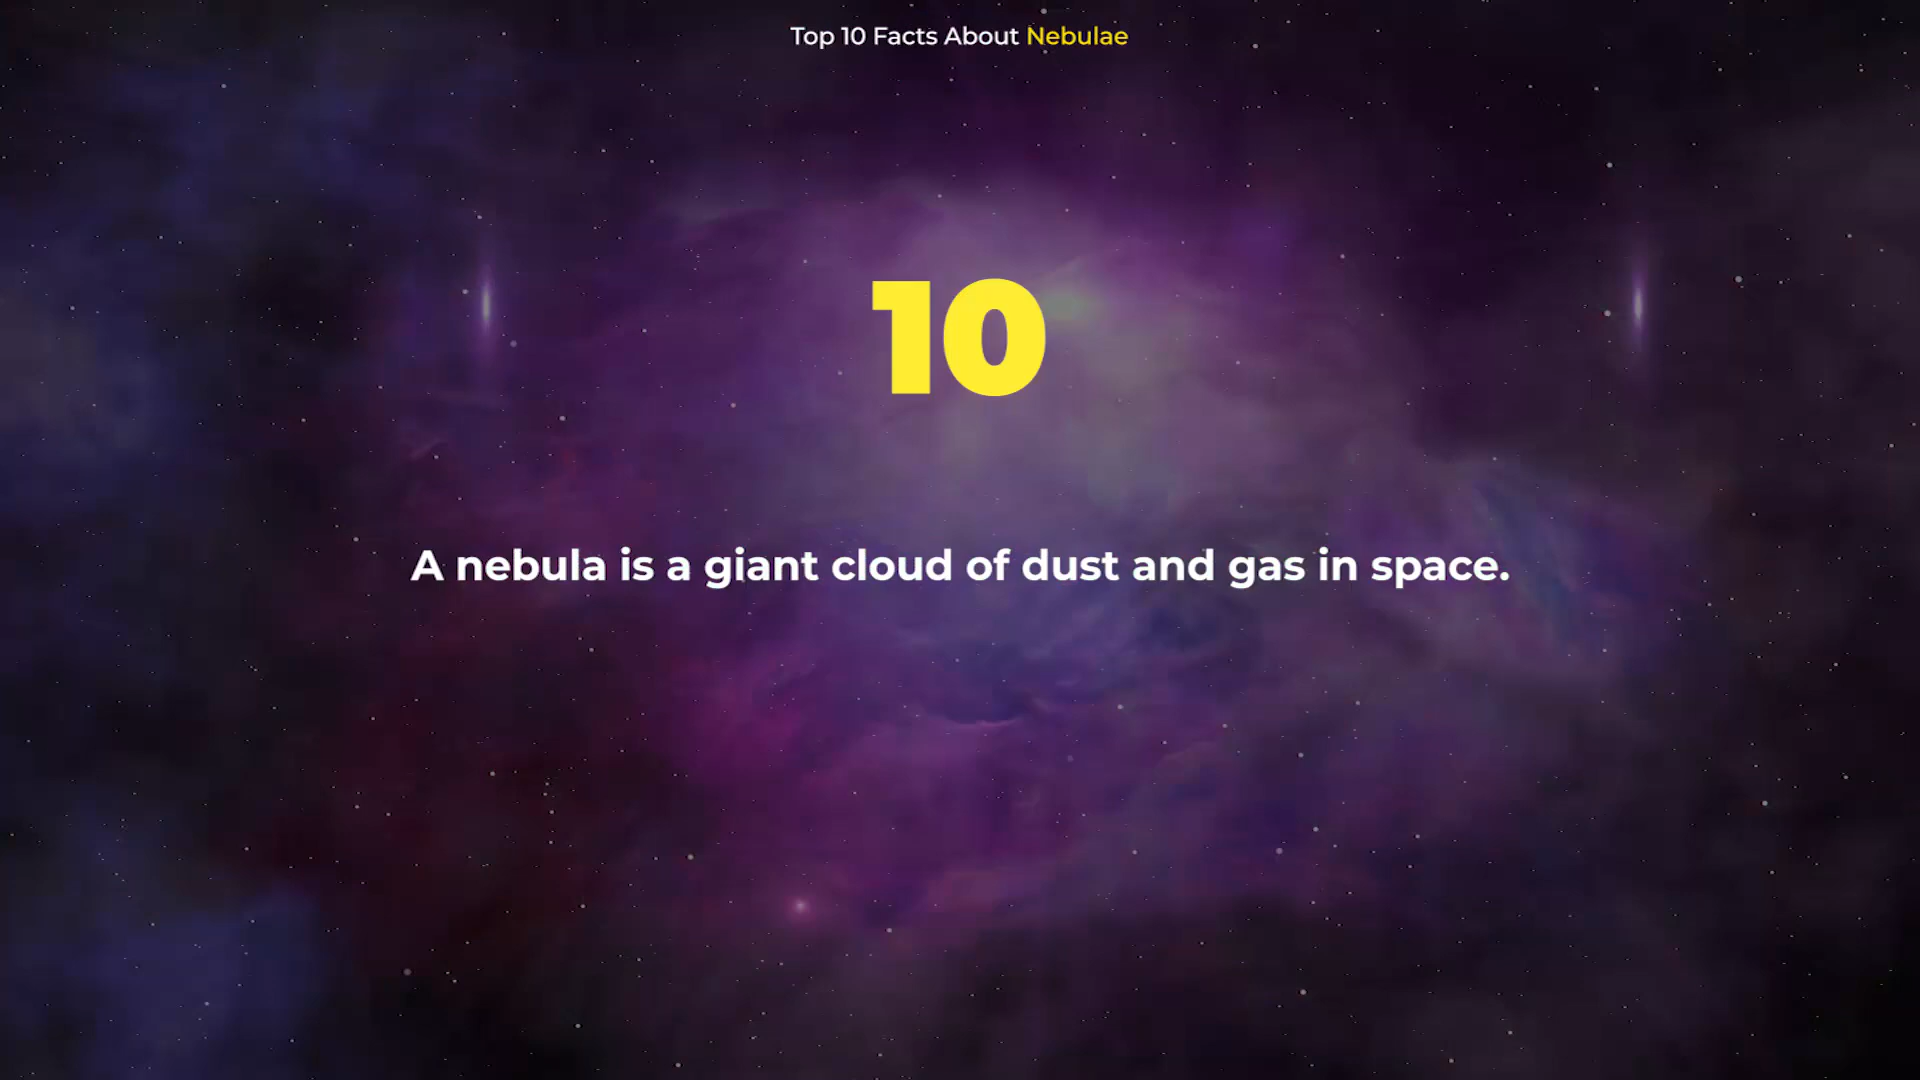 Top 10 Facts About Nebulae
10
A nebula is a giant cloud of dust and gas in space.